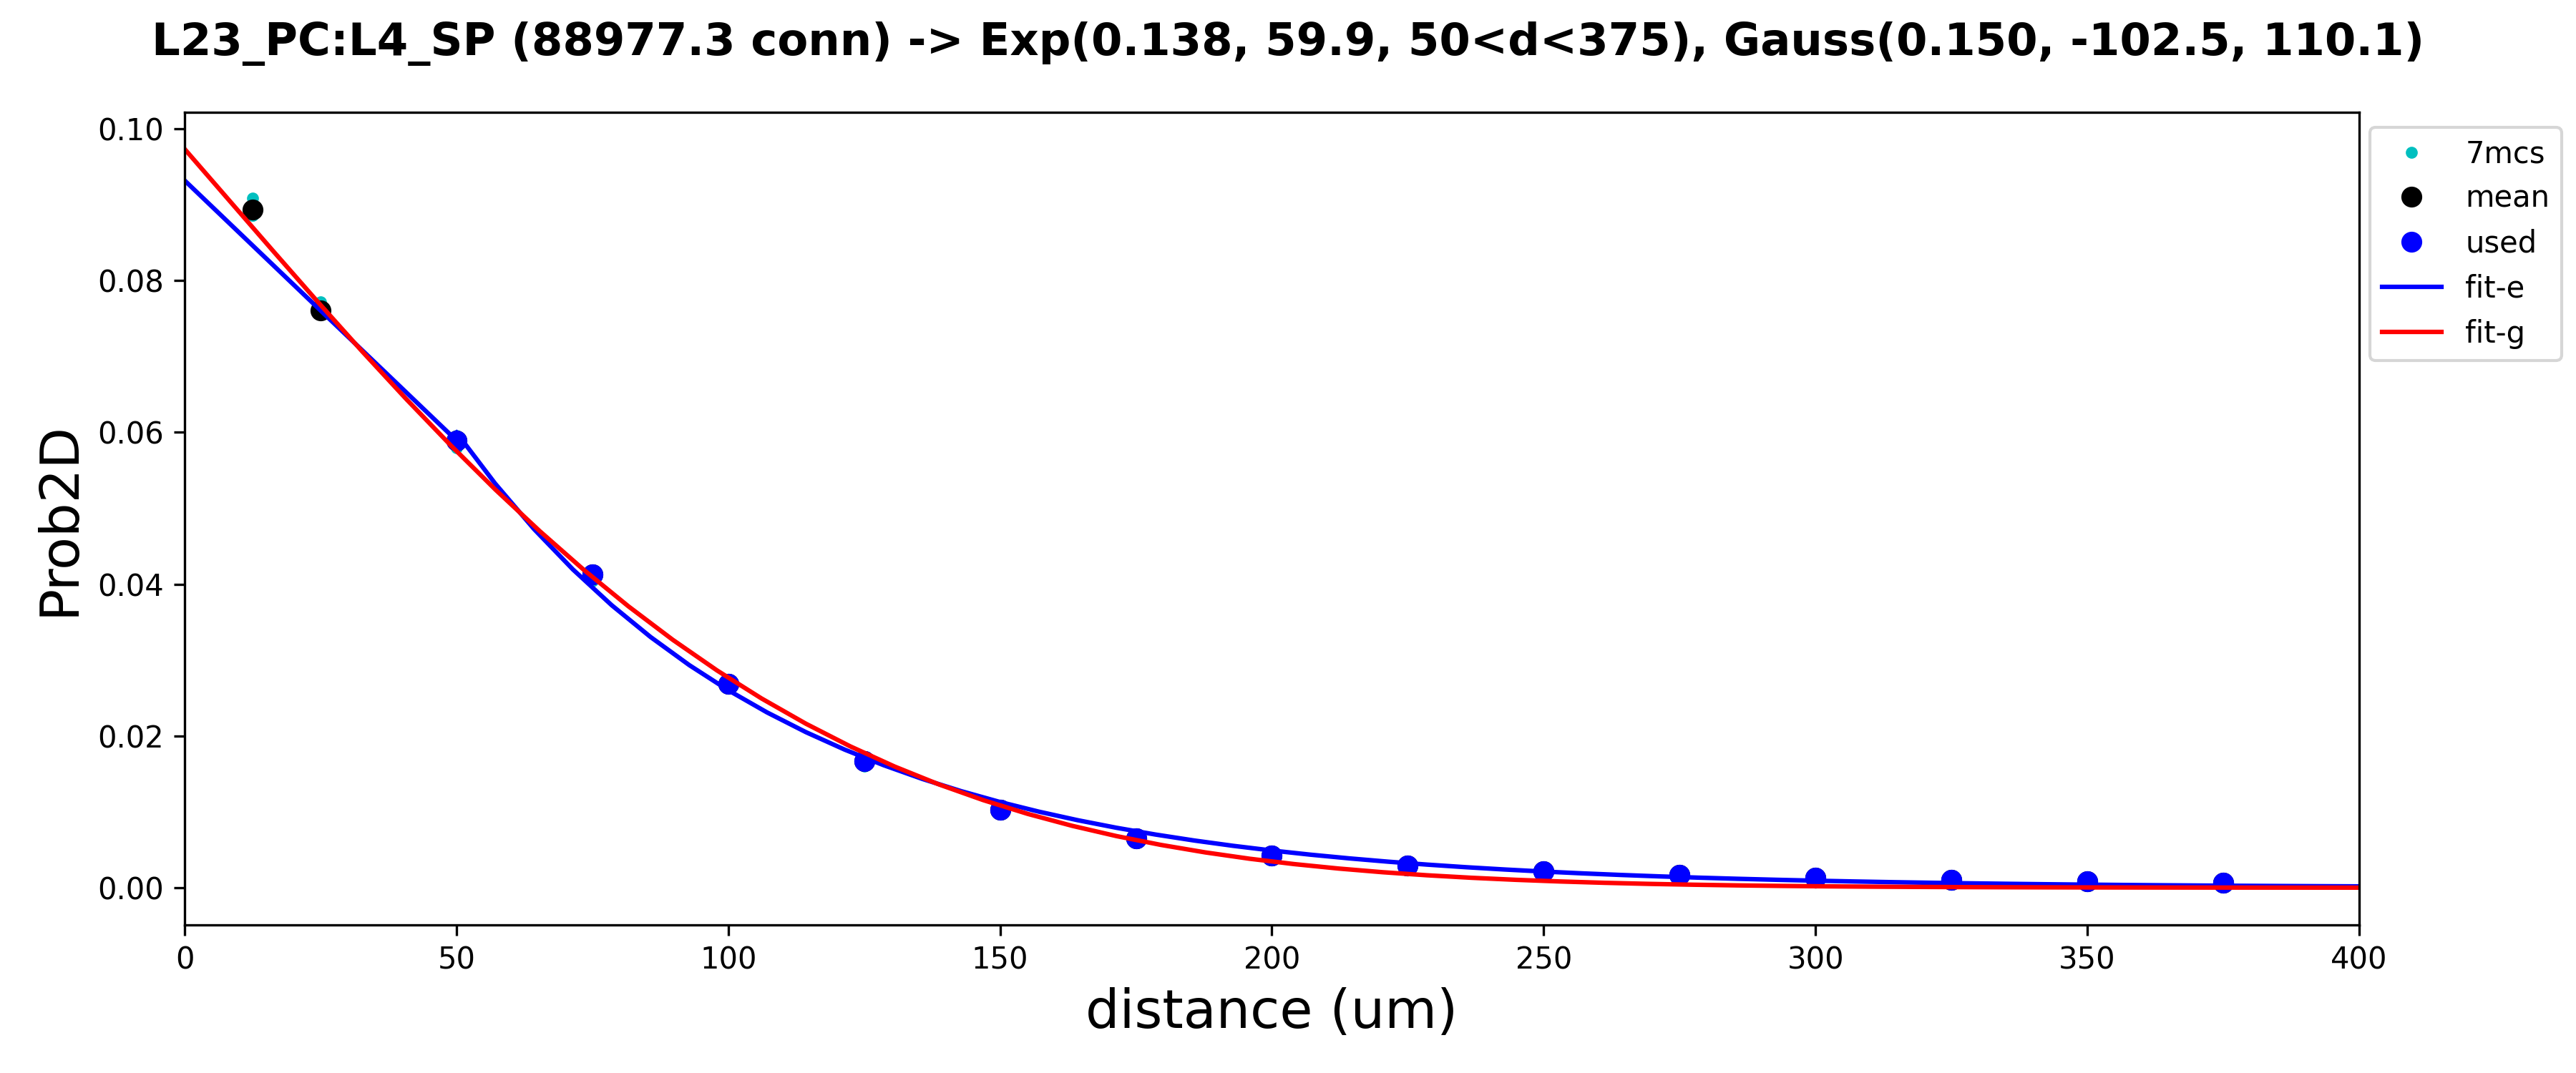 L23_PC:L4_SP (88977.3 conn) -> Exp(0.138, 59.9, 50<d<375), Gauss(0.150, -102.5, 110.1)
0.10
0.08
0.06
0.04
0.02
0.00
Prob2D
0 50 100 150 200 250 300 350 400
distance (um)
7mcs
mean
used
fit-e
fit-g